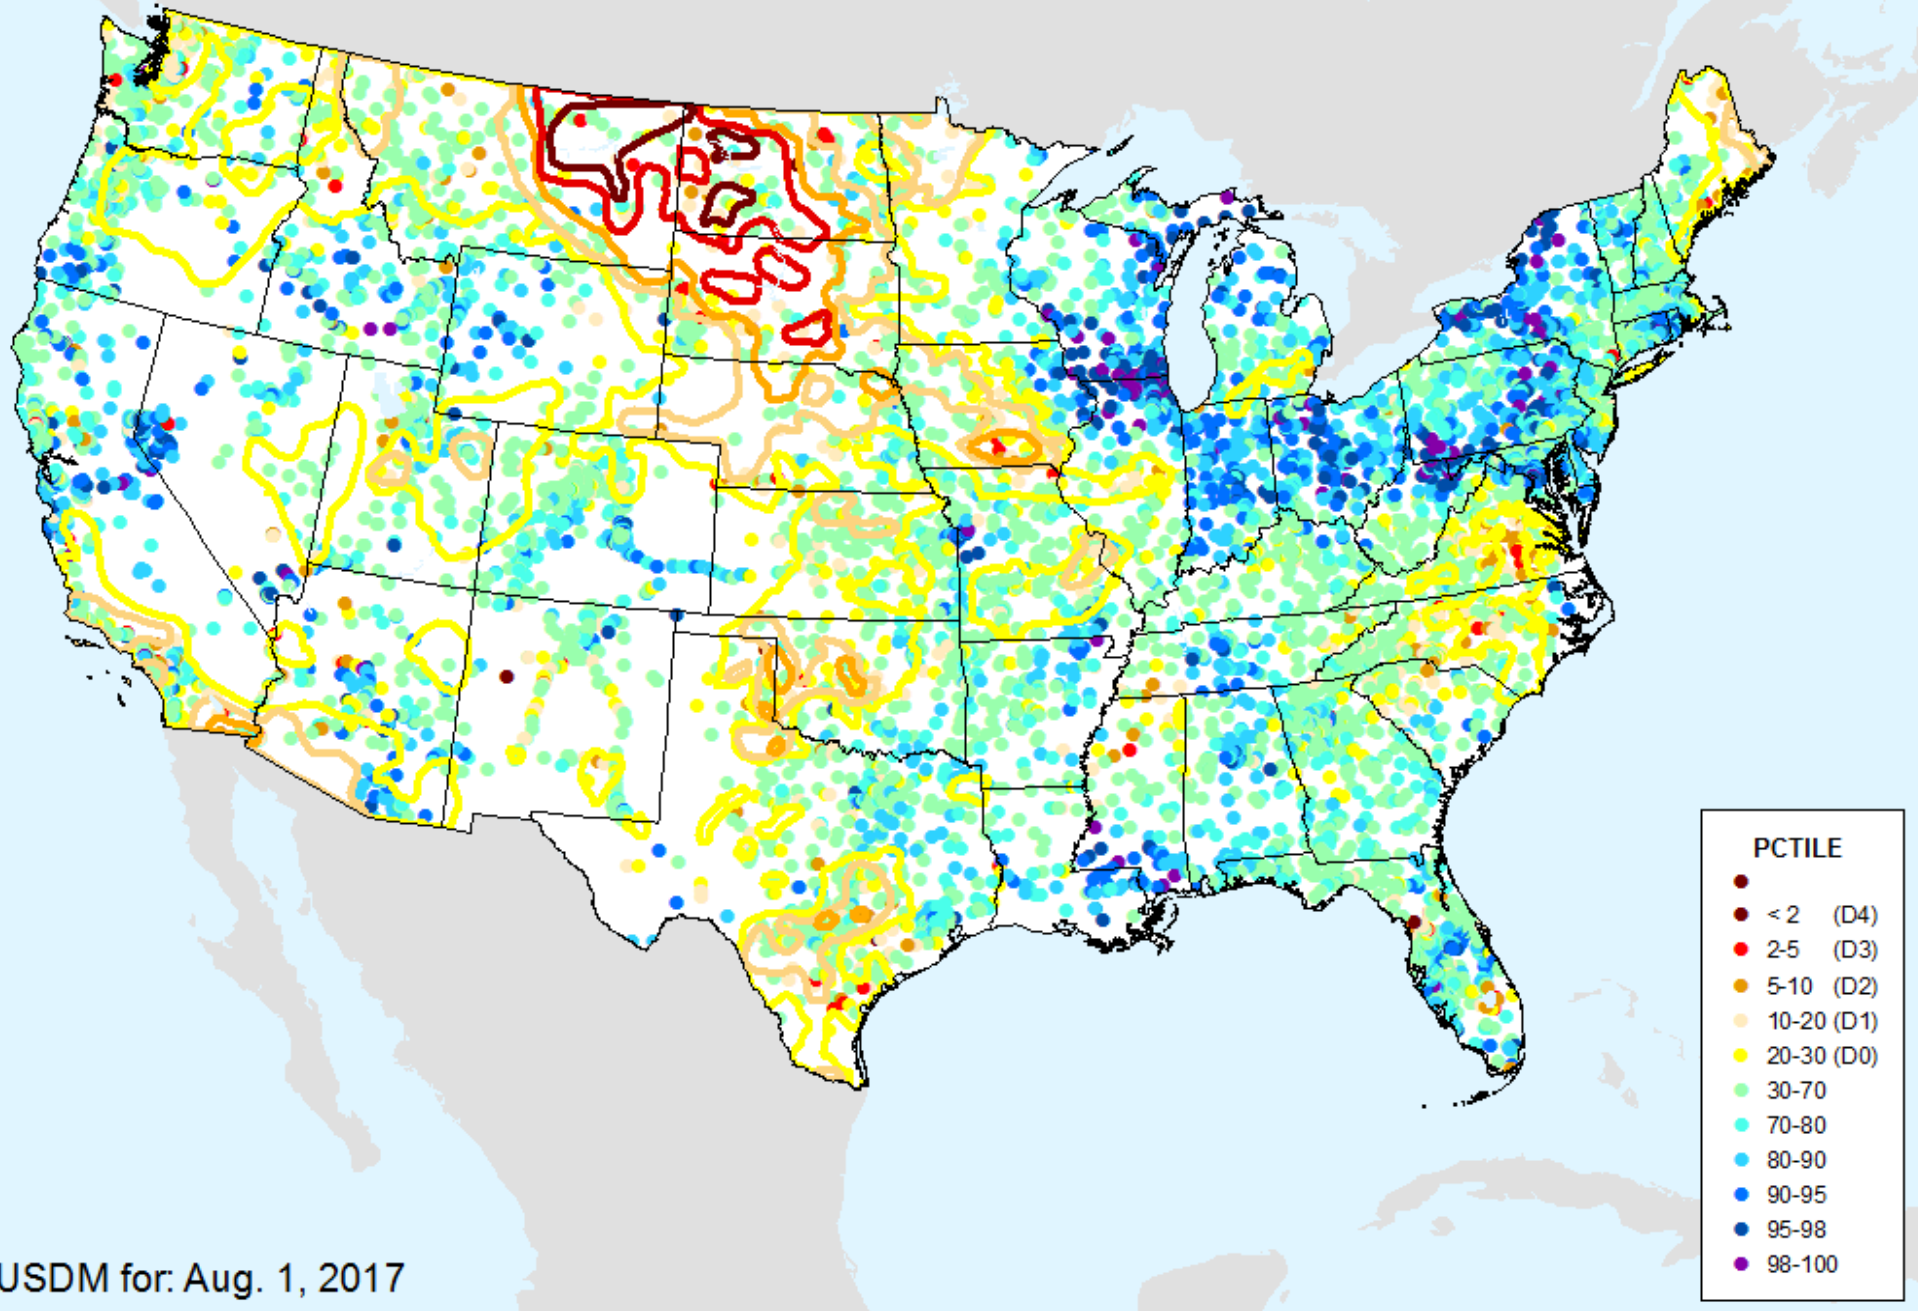 PCTILE
< 2 (D4)
2-5 (D3)
5-10 (D2)
10-20 (D1)
20-30 (D0)
30-70
70-80
80-90
90-95
95-98
98-100
USDM for: Aug. 1, 2017